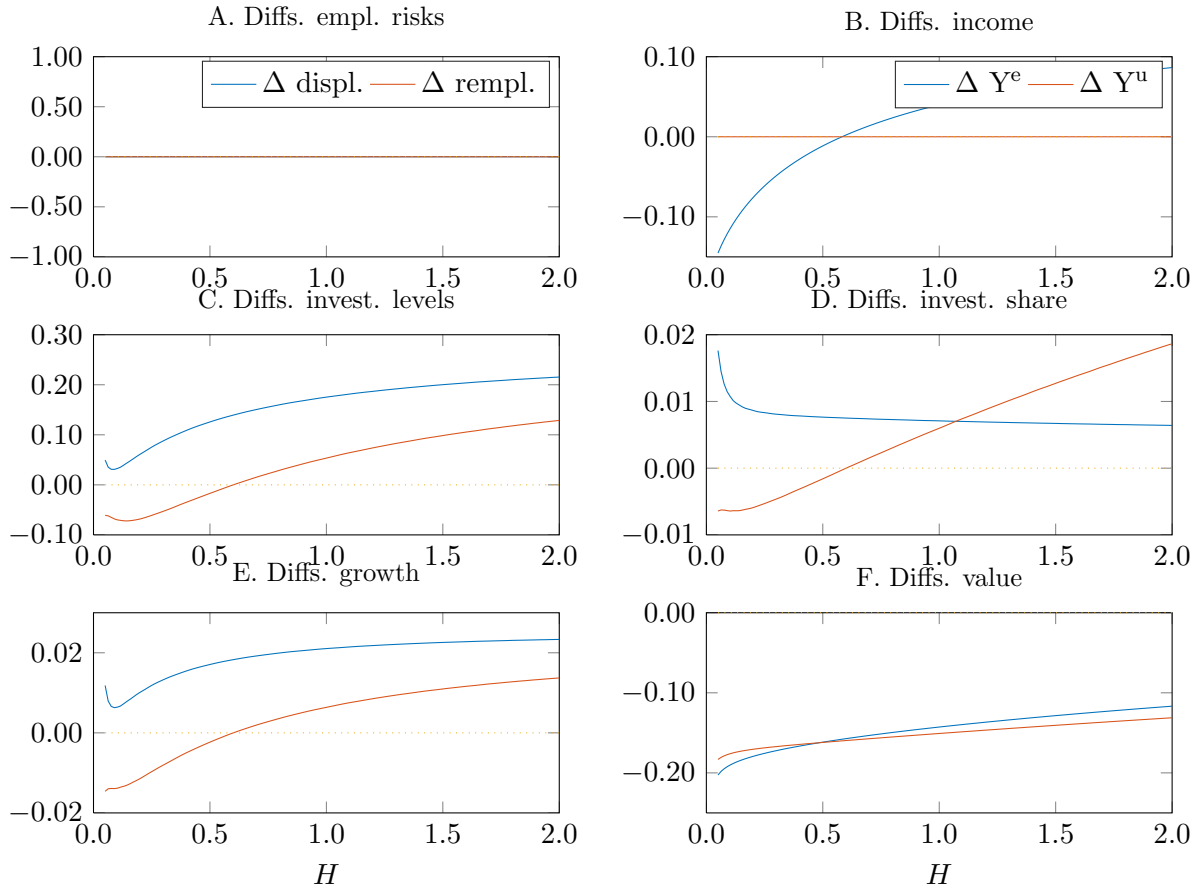 A. Diffs. empl. risks
1.00
0.50
0.00
−0.50
−1.00
0.0 0.5 1.0 1.5 2.0
Δ displ. Δ rempl.
B. Diffs. income
0.10
0.00
−0.10
0.0 0.5 1.0 1.5 2.0
Δ Yᵉ Δ Yᵘ
C. Diffs. invest. levels
0.30
0.20
0.10
0.00
−0.10
0.0 0.5 1.0 1.5 2.0
D. Diffs. invest. share
0.02
0.01
0.00
−0.01
0.0 0.5 1.0 1.5 2.0
E. Diffs. growth
0.02
0.00
−0.02
0.0 0.5 1.0 1.5 2.0
H
F. Diffs. value
0.00
−0.10
−0.20
0.0 0.5 1.0 1.5 2.0
H